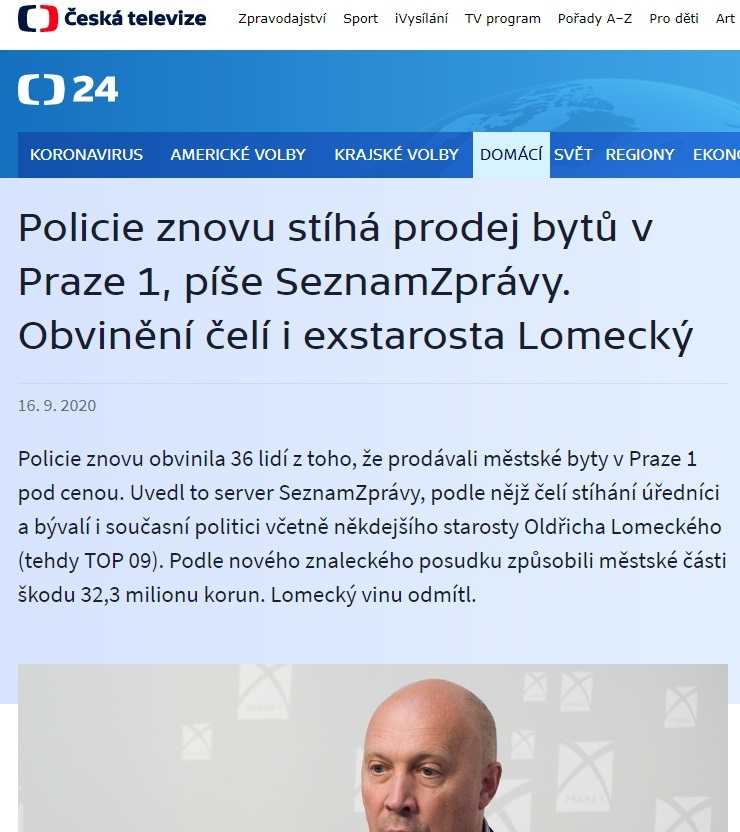 Česká televize Zpravodajství Sport iVysílání TV program Pořady A–Z Pro děti Art
24
KORONAVIRUS AMERICKÉ VOLBY KRAJSKÉ VOLBY DOMÁCÍ SVĚT REGIONY EKON
Policie znovu stíhá prodej bytů v
Praze 1, píše SeznamZprávy.
Obvinění čelí i exstarosta Lomecký
16. 9. 2020
Policie znovu obvinila 36 lidí z toho, že prodávali městské byty v Praze 1
pod cenou. Uvedl to server SeznamZprávy, podle nějž čelí stíhání úředníci
a bývalí i současní politici včetně někdejšího starosty Oldřicha Lomeckého
(tehdy TOP 09). Podle nového znaleckého posudku způsobili městské části
škodu 32,3 milionu korun. Lomecký vinu odmítl.